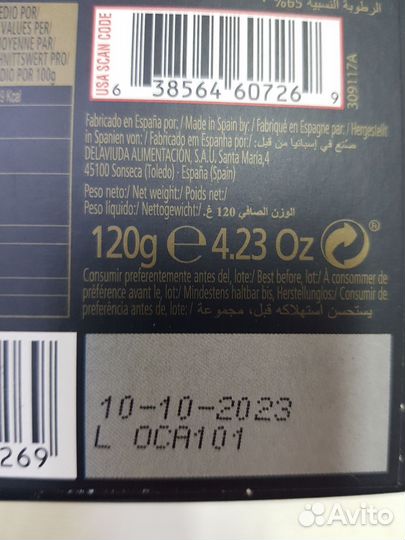 EDIO POR/
VALUES PER/
MOYENNE PAR/
HNITTSWERT PRO/
DIO POR 100g
9 Kcal
USA SCAN CODE
6 38564 60726 9
309117A
الرطوبة النسبية 65%
Fabricado en España por: / Made in Spain by: / Fabriqué en Espagne par: / Hergestellt
in Spanien von: / Fabricado em Espanha por: / صنع في إسبانيا من قبل:
DELAVIUDA ALIMENTACIÓN, S.A.U. Santa María,4
45100 Sonseca (Toledo) - España (Spain)
Peso neto:/ Net weight:/ Poids net:/
Peso líquido:/ Nettogewicht:/ الوزن الصافي 120 غ.
120g e 4.23 Oz
Consumir preferentemente antes del, lote:/ Best before, lot:/ À consommer de
préférence avant le, lot:/ Mindestens haltbar bis, Herstellungslos:/ Consumir de
preferência antes del, lote:/ يستحسن استهلاكه قبل، مجموعة
269
10-10-2023
L OCA101
Avito